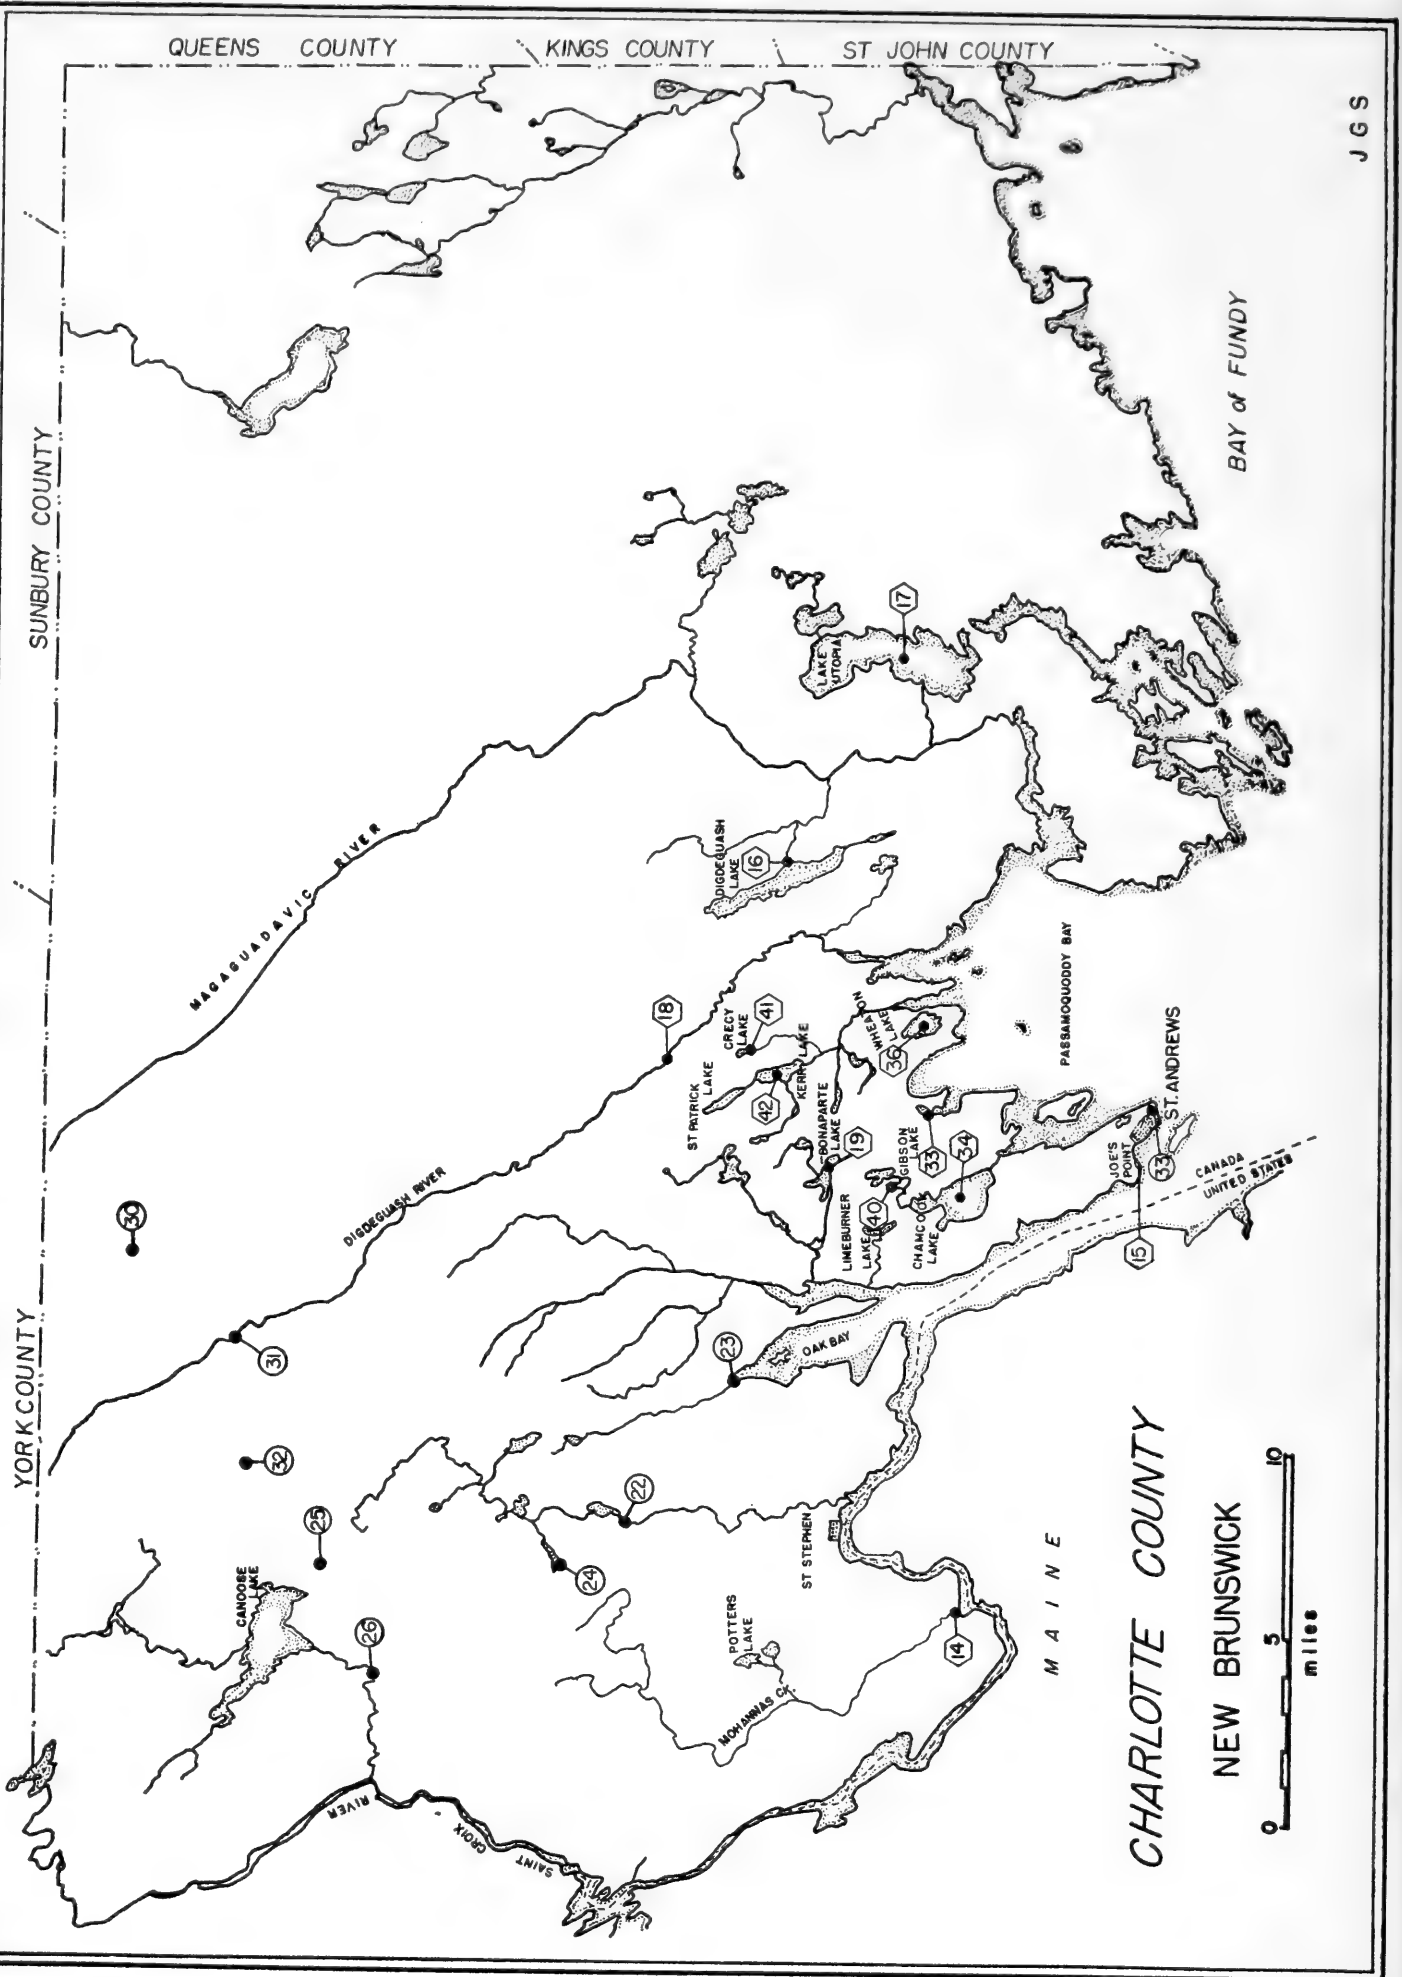 QUEENS COUNTY
KINGS COUNTY
ST JOHN COUNTY
JGS
SUNBURY COUNTY
YORK COUNTY
BAY of FUNDY
MAGAGUADAVIC RIVER
LAKE
UTOPIA
17
DIGDEGUASH
LAKE
16
DIGDEGUASH RIVER
18
CRECY
LAKE
41
ST PATRICK
LAKE
42
KERR LAKE
WHEATON
LAKE
36
BONAPARTE
LAKE
19
GIBSON
LAKE
33
34
LIMEBURNER
LAKE
40
CHAMCOOK
LAKE
PASSAMOQUODDY BAY
ST. ANDREWS
33
JOE'S
POINT
15
CANADA
UNITED STATES
30
31
32
25
26
CANOOSE
LAKE
23
OAK BAY
22
24
ST STEPHEN
POTTERS
LAKE
MOHANNAS CK.
14
SAINT CROIX RIVER
MAINE
CHARLOTTE COUNTY
NEW BRUNSWICK
0 5 10
miles